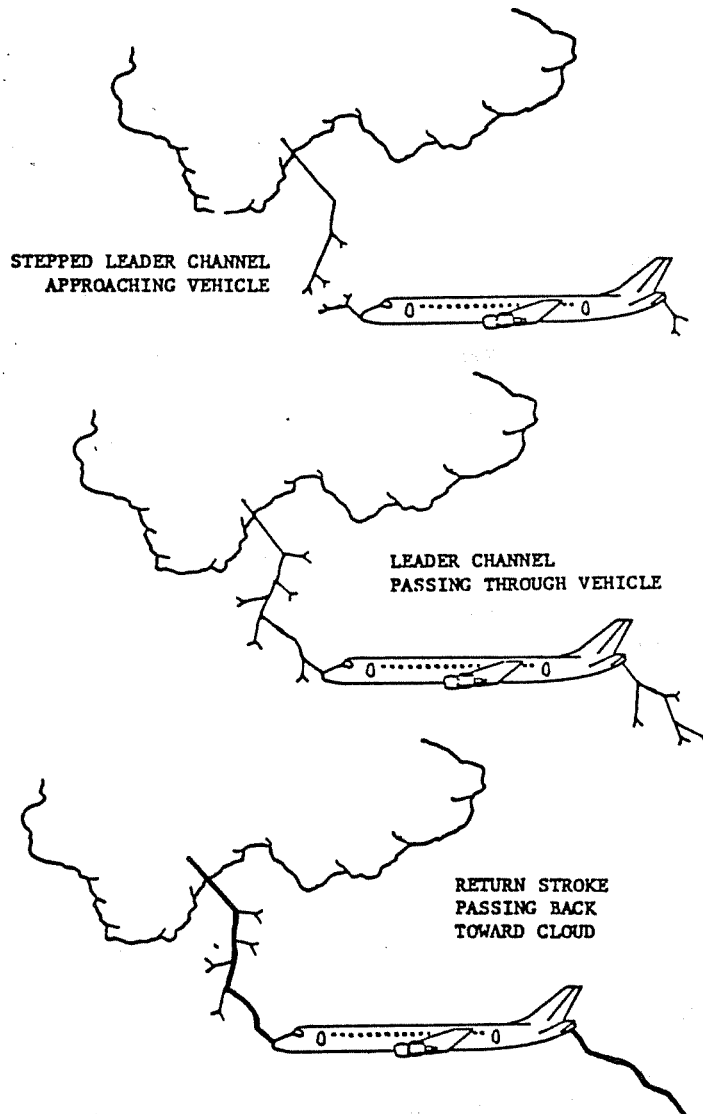 STEPPED LEADER CHANNEL
APPROACHING VEHICLE
LEADER CHANNEL
PASSING THROUGH VEHICLE
RETURN STROKE
PASSING BACK
TOWARD CLOUD